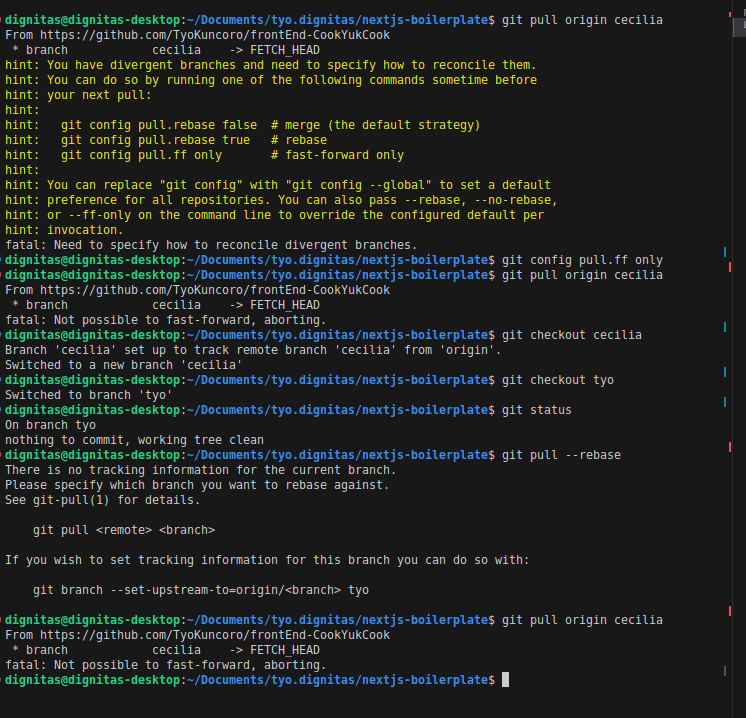 dignitas@dignitas-desktop:~/Documents/tyo.dignitas/nextjs-boilerplate$ git pull origin cecilia
From https://github.com/TyoKuncoro/frontEnd-CookYukCook
 * branch            cecilia    -> FETCH_HEAD
hint: You have divergent branches and need to specify how to reconcile them.
hint: You can do so by running one of the following commands sometime before
hint: your next pull:
hint:
hint:   git config pull.rebase false  # merge (the default strategy)
hint:   git config pull.rebase true   # rebase
hint:   git config pull.ff only       # fast-forward only
hint:
hint: You can replace "git config" with "git config --global" to set a default
hint: preference for all repositories. You can also pass --rebase, --no-rebase,
hint: or --ff-only on the command line to override the configured default per
hint: invocation.
fatal: Need to specify how to reconcile divergent branches.
dignitas@dignitas-desktop:~/Documents/tyo.dignitas/nextjs-boilerplate$ git config pull.ff only
dignitas@dignitas-desktop:~/Documents/tyo.dignitas/nextjs-boilerplate$ git pull origin cecilia
From https://github.com/TyoKuncoro/frontEnd-CookYukCook
 * branch            cecilia    -> FETCH_HEAD
fatal: Not possible to fast-forward, aborting.
dignitas@dignitas-desktop:~/Documents/tyo.dignitas/nextjs-boilerplate$ git checkout cecilia
Branch 'cecilia' set up to track remote branch 'cecilia' from 'origin'.
Switched to a new branch 'cecilia'
dignitas@dignitas-desktop:~/Documents/tyo.dignitas/nextjs-boilerplate$ git checkout tyo
Switched to branch 'tyo'
dignitas@dignitas-desktop:~/Documents/tyo.dignitas/nextjs-boilerplate$ git status
On branch tyo
nothing to commit, working tree clean
dignitas@dignitas-desktop:~/Documents/tyo.dignitas/nextjs-boilerplate$ git pull --rebase
There is no tracking information for the current branch.
Please specify which branch you want to rebase against.
See git-pull(1) for details.

    git pull <remote> <branch>

If you wish to set tracking information for this branch you can do so with:

    git branch --set-upstream-to=origin/<branch> tyo

dignitas@dignitas-desktop:~/Documents/tyo.dignitas/nextjs-boilerplate$ git pull origin cecilia
From https://github.com/TyoKuncoro/frontEnd-CookYukCook
 * branch            cecilia    -> FETCH_HEAD
fatal: Not possible to fast-forward, aborting.
dignitas@dignitas-desktop:~/Documents/tyo.dignitas/nextjs-boilerplate$